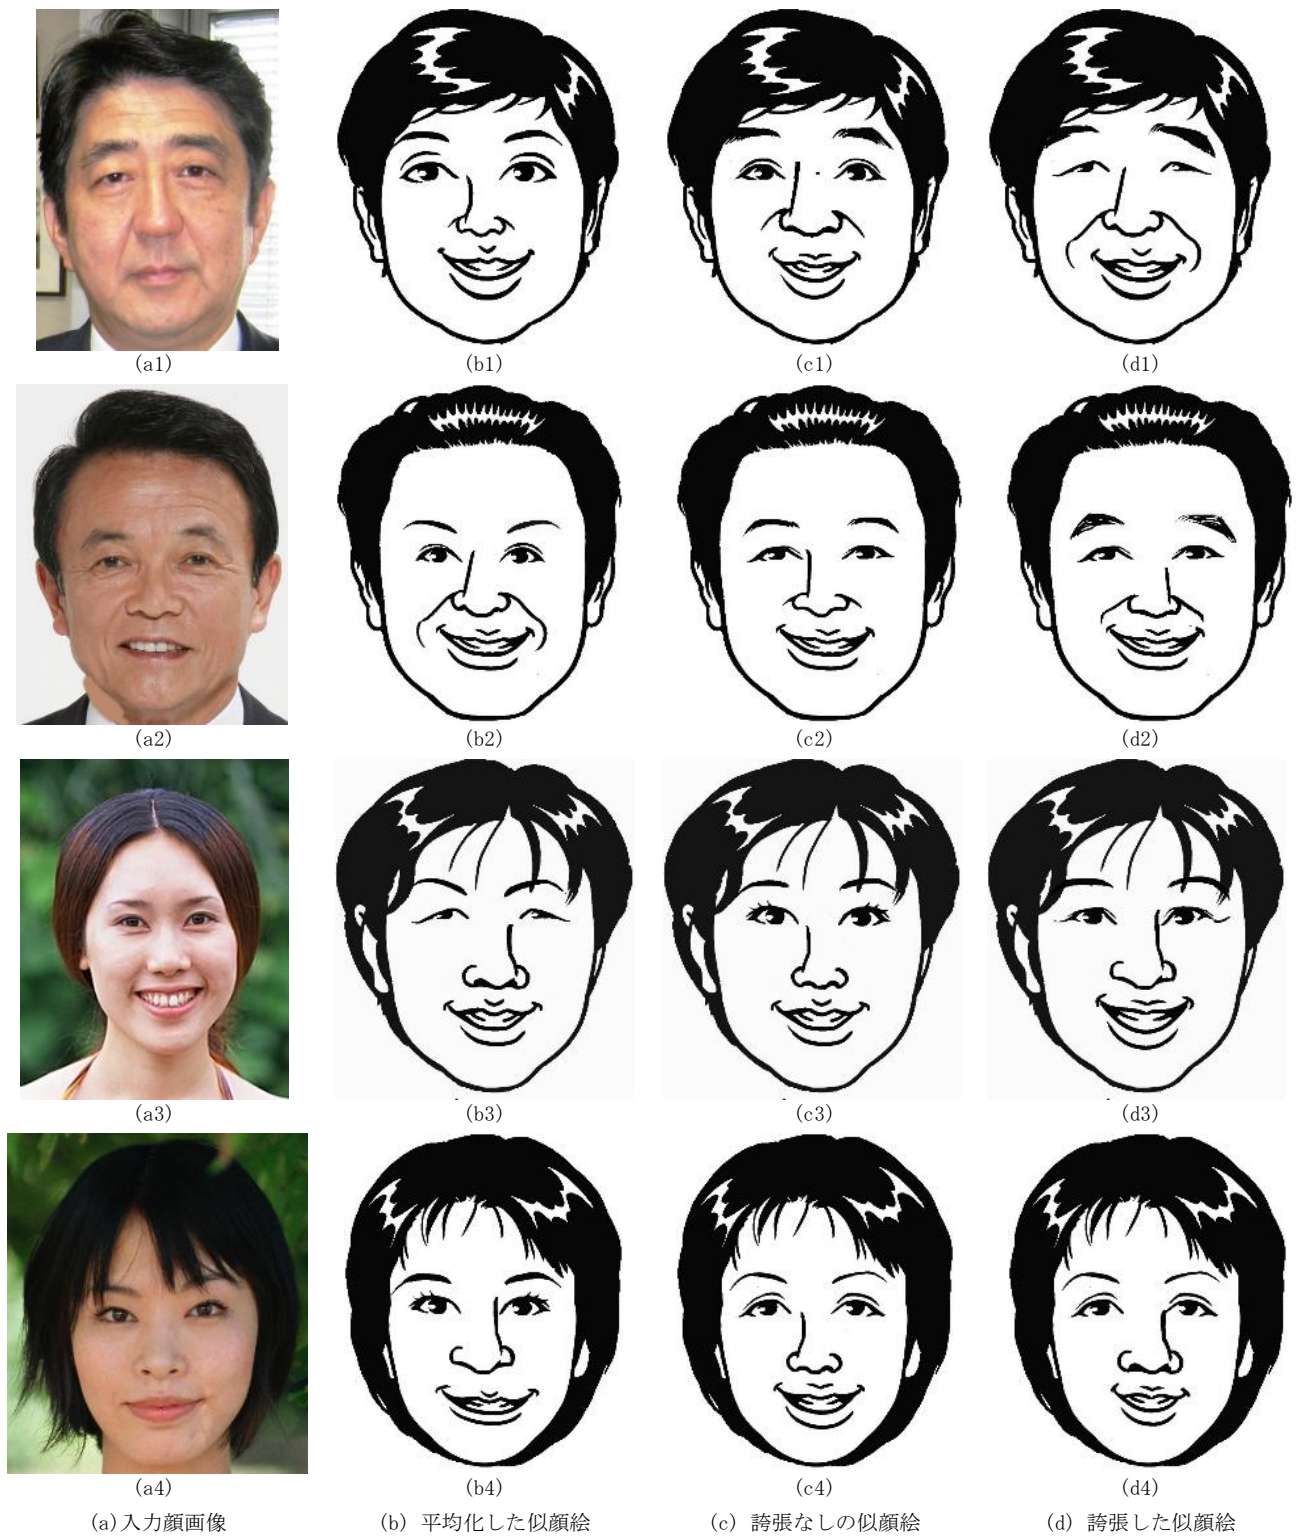 (a1) (b1) (c1) (d1)
(a2) (b2) (c2) (d2)
(a3) (b3) (c3) (d3)
(a4) (b4) (c4) (d4)
(a)入力顔画像 (b) 平均化した似顔絵 (c) 誇張なしの似顔絵 (d) 誇張した似顔絵